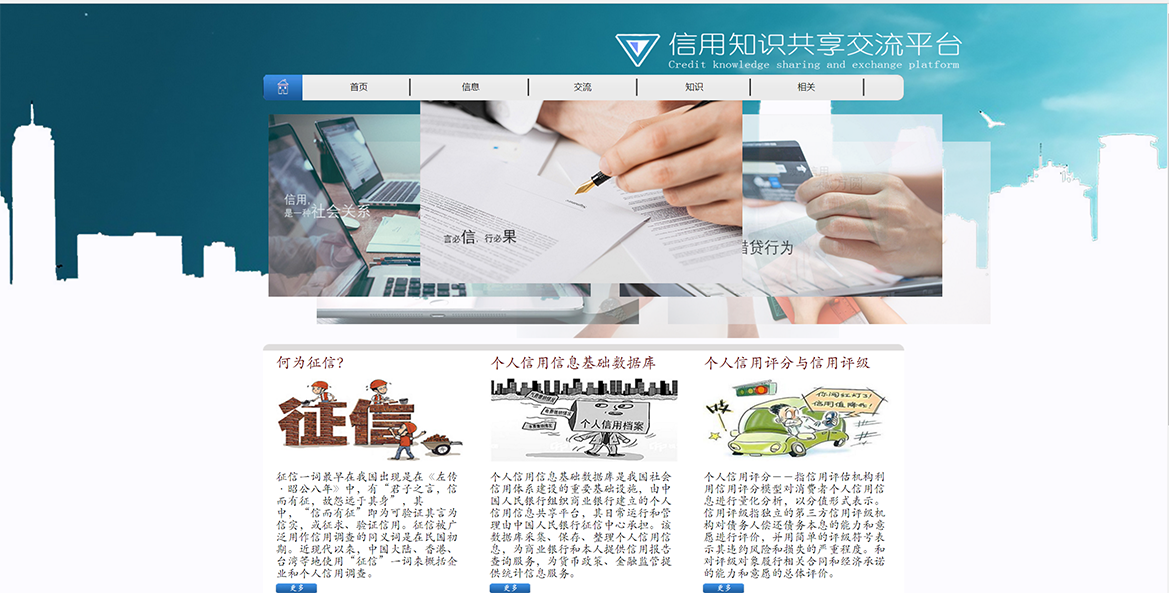 信用知识共享交流平台
Credit knowledge sharing and exchange platform
首页
信息
交流
知识
相关
信用,
是一种社会关系
言必信, 行必果
借贷行为
何为征信?
征信
征信一词最早在我国出现是在《左传
·昭公八年》中, 有“君子之言, 信
而有征, 故怨远于其身”, 其
中, “信而有征”即为可验证其言为
信实, 或征求、验证信用。征信被广
泛用作信用调查的同义词是在民国初
期。近现代以来, 中国大陆、香港、
台湾等地使用“征信”一词来概括企
业和个人信用调查。
更多
个人信用信息基础数据库
个人信用档案
个人信用信息基础数据库是我国社会
信用体系建设的重要基础设施, 由中
国人民银行组织商业银行建立的个人
信用信息共享平台, 其日常运行和管
理由中国人民银行征信中心承担。该
数据库采集、保存、整理个人信用信
息, 为商业银行和本人提供信用报告
查询服务, 为货币政策、金融监管提
供统计信息服务。
更多
个人信用评分与信用评级
你闯红灯了!
信用值降低!
吱
个人信用评分——指信用评估机构利
用信用评分模型对消费者个人信用信
息进行量化分析, 以分值形式表示。
信用评级指独立的第三方信用评级机
构对债务人偿还债务本息的能力和意
愿进行评价, 并用简单的评级符号表
示其违约风险和损失的严重程度。和
对评级对象履行相关合同和经济承诺
的能力和意愿的总体评价。
更多